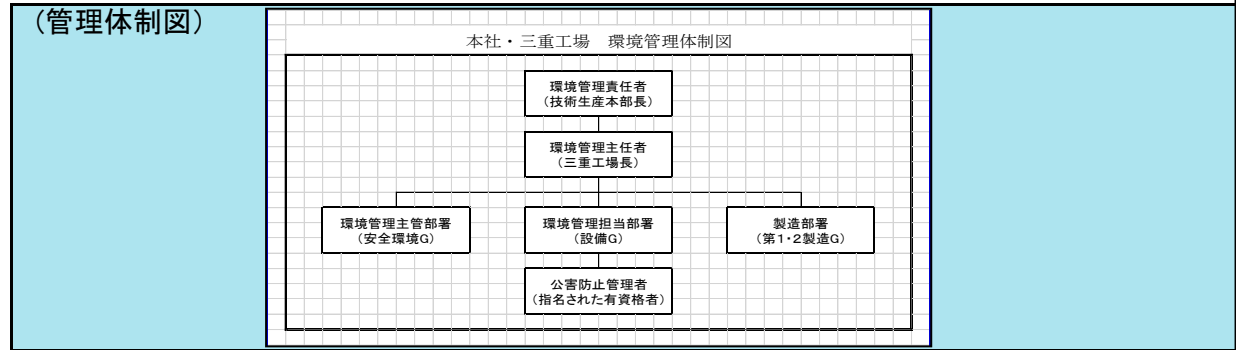 (管理体制図)
本社・三重工場　環境管理体制図
環境管理責任者
(技術生産本部長)
環境管理主任者
(三重工場長)
環境管理主管部署
(安全環境G)
環境管理担当部署
(設備G)
製造部署
(第1・2製造G)
公害防止管理者
(指名された有資格者)